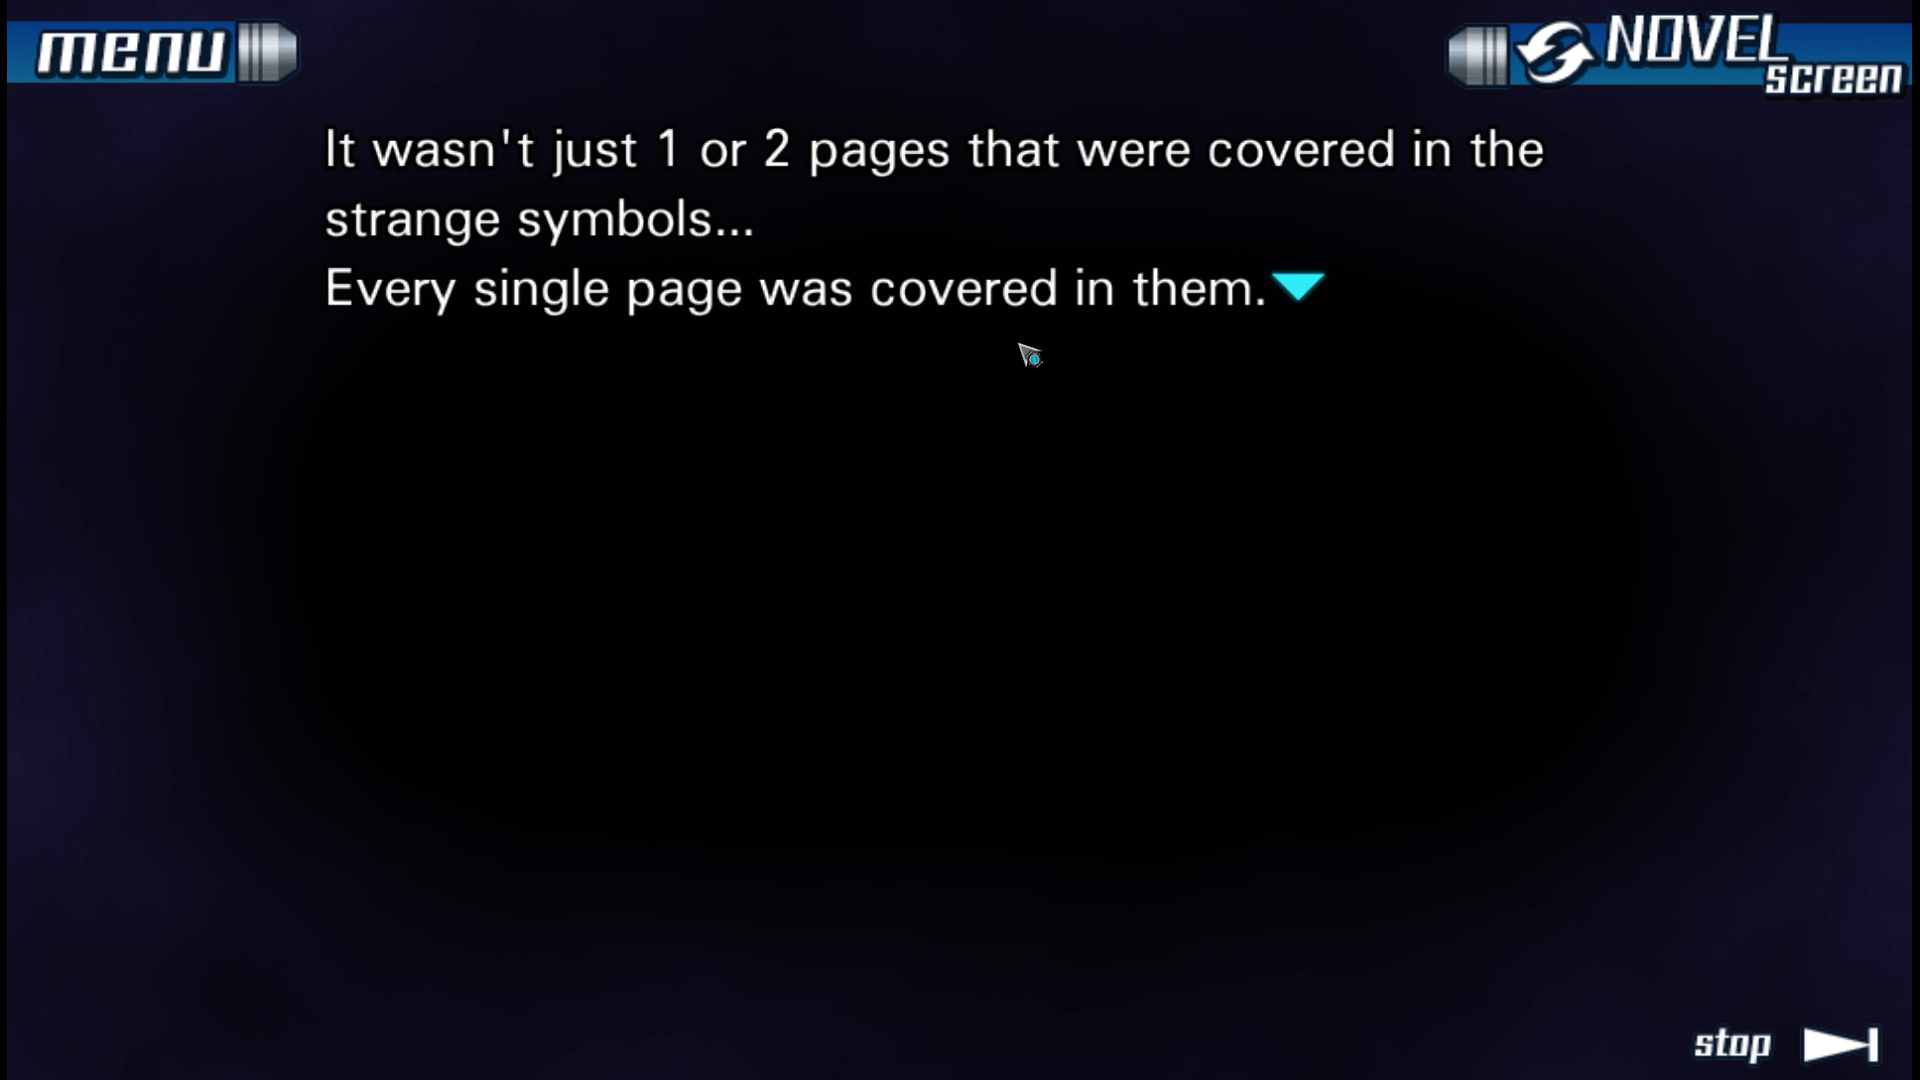 menu
NOVEL
screen
It wasn't just 1 or 2 pages that were covered in the
strange symbols...
Every single page was covered in them.
stop